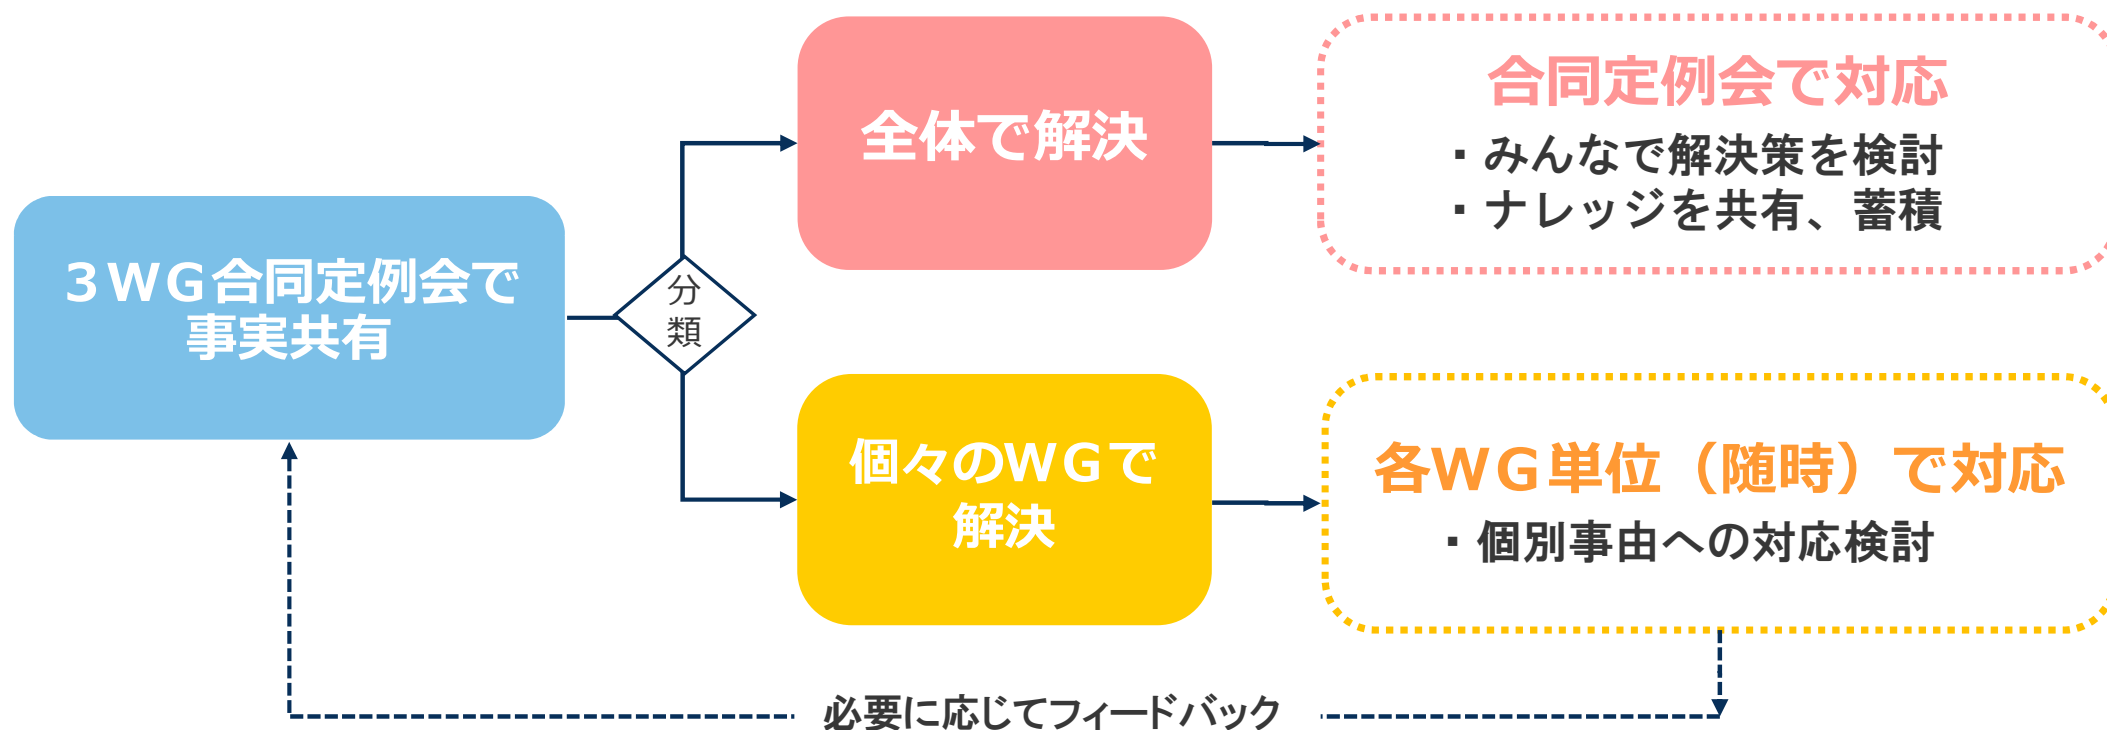 ３WG合同定例会で
事実共有
分
類
全体で解決
合同定例会で対応
・みんなで解決策を検討
・ナレッジを共有、蓄積
個々のWGで
解決
各WG単位（随時）で対応
・個別事由への対応検討
必要に応じてフィードバック